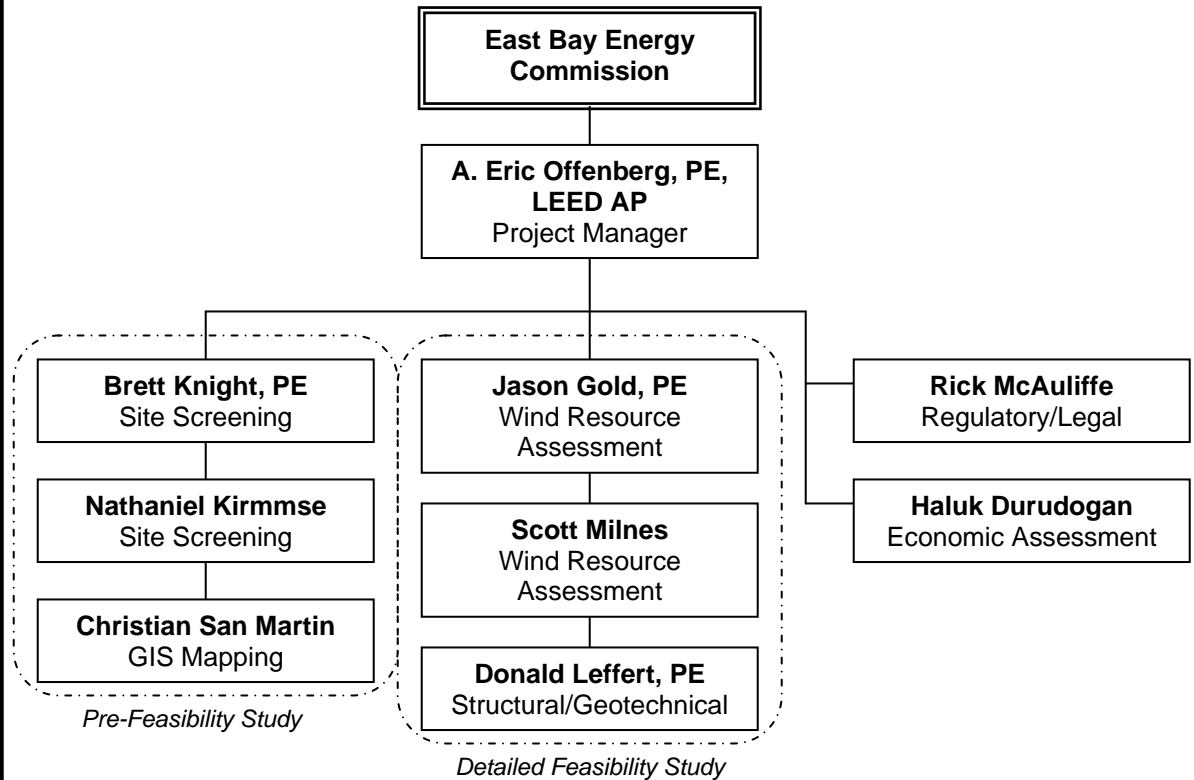 East Bay Energy
Commission
A. Eric Offenberg, PE,
LEED AP
Project Manager
Brett Knight, PE
Site Screening
Nathaniel Kirmmse
Site Screening
Christian San Martin
GIS Mapping
Pre-Feasibility Study
Jason Gold, PE
Wind Resource
Assessment
Scott Milnes
Wind Resource
Assessment
Donald Leffert, PE
Structural/Geotechnical
Detailed Feasibility Study
Rick McAuliffe
Regulatory/Legal
Haluk Durudogan
Economic Assessment